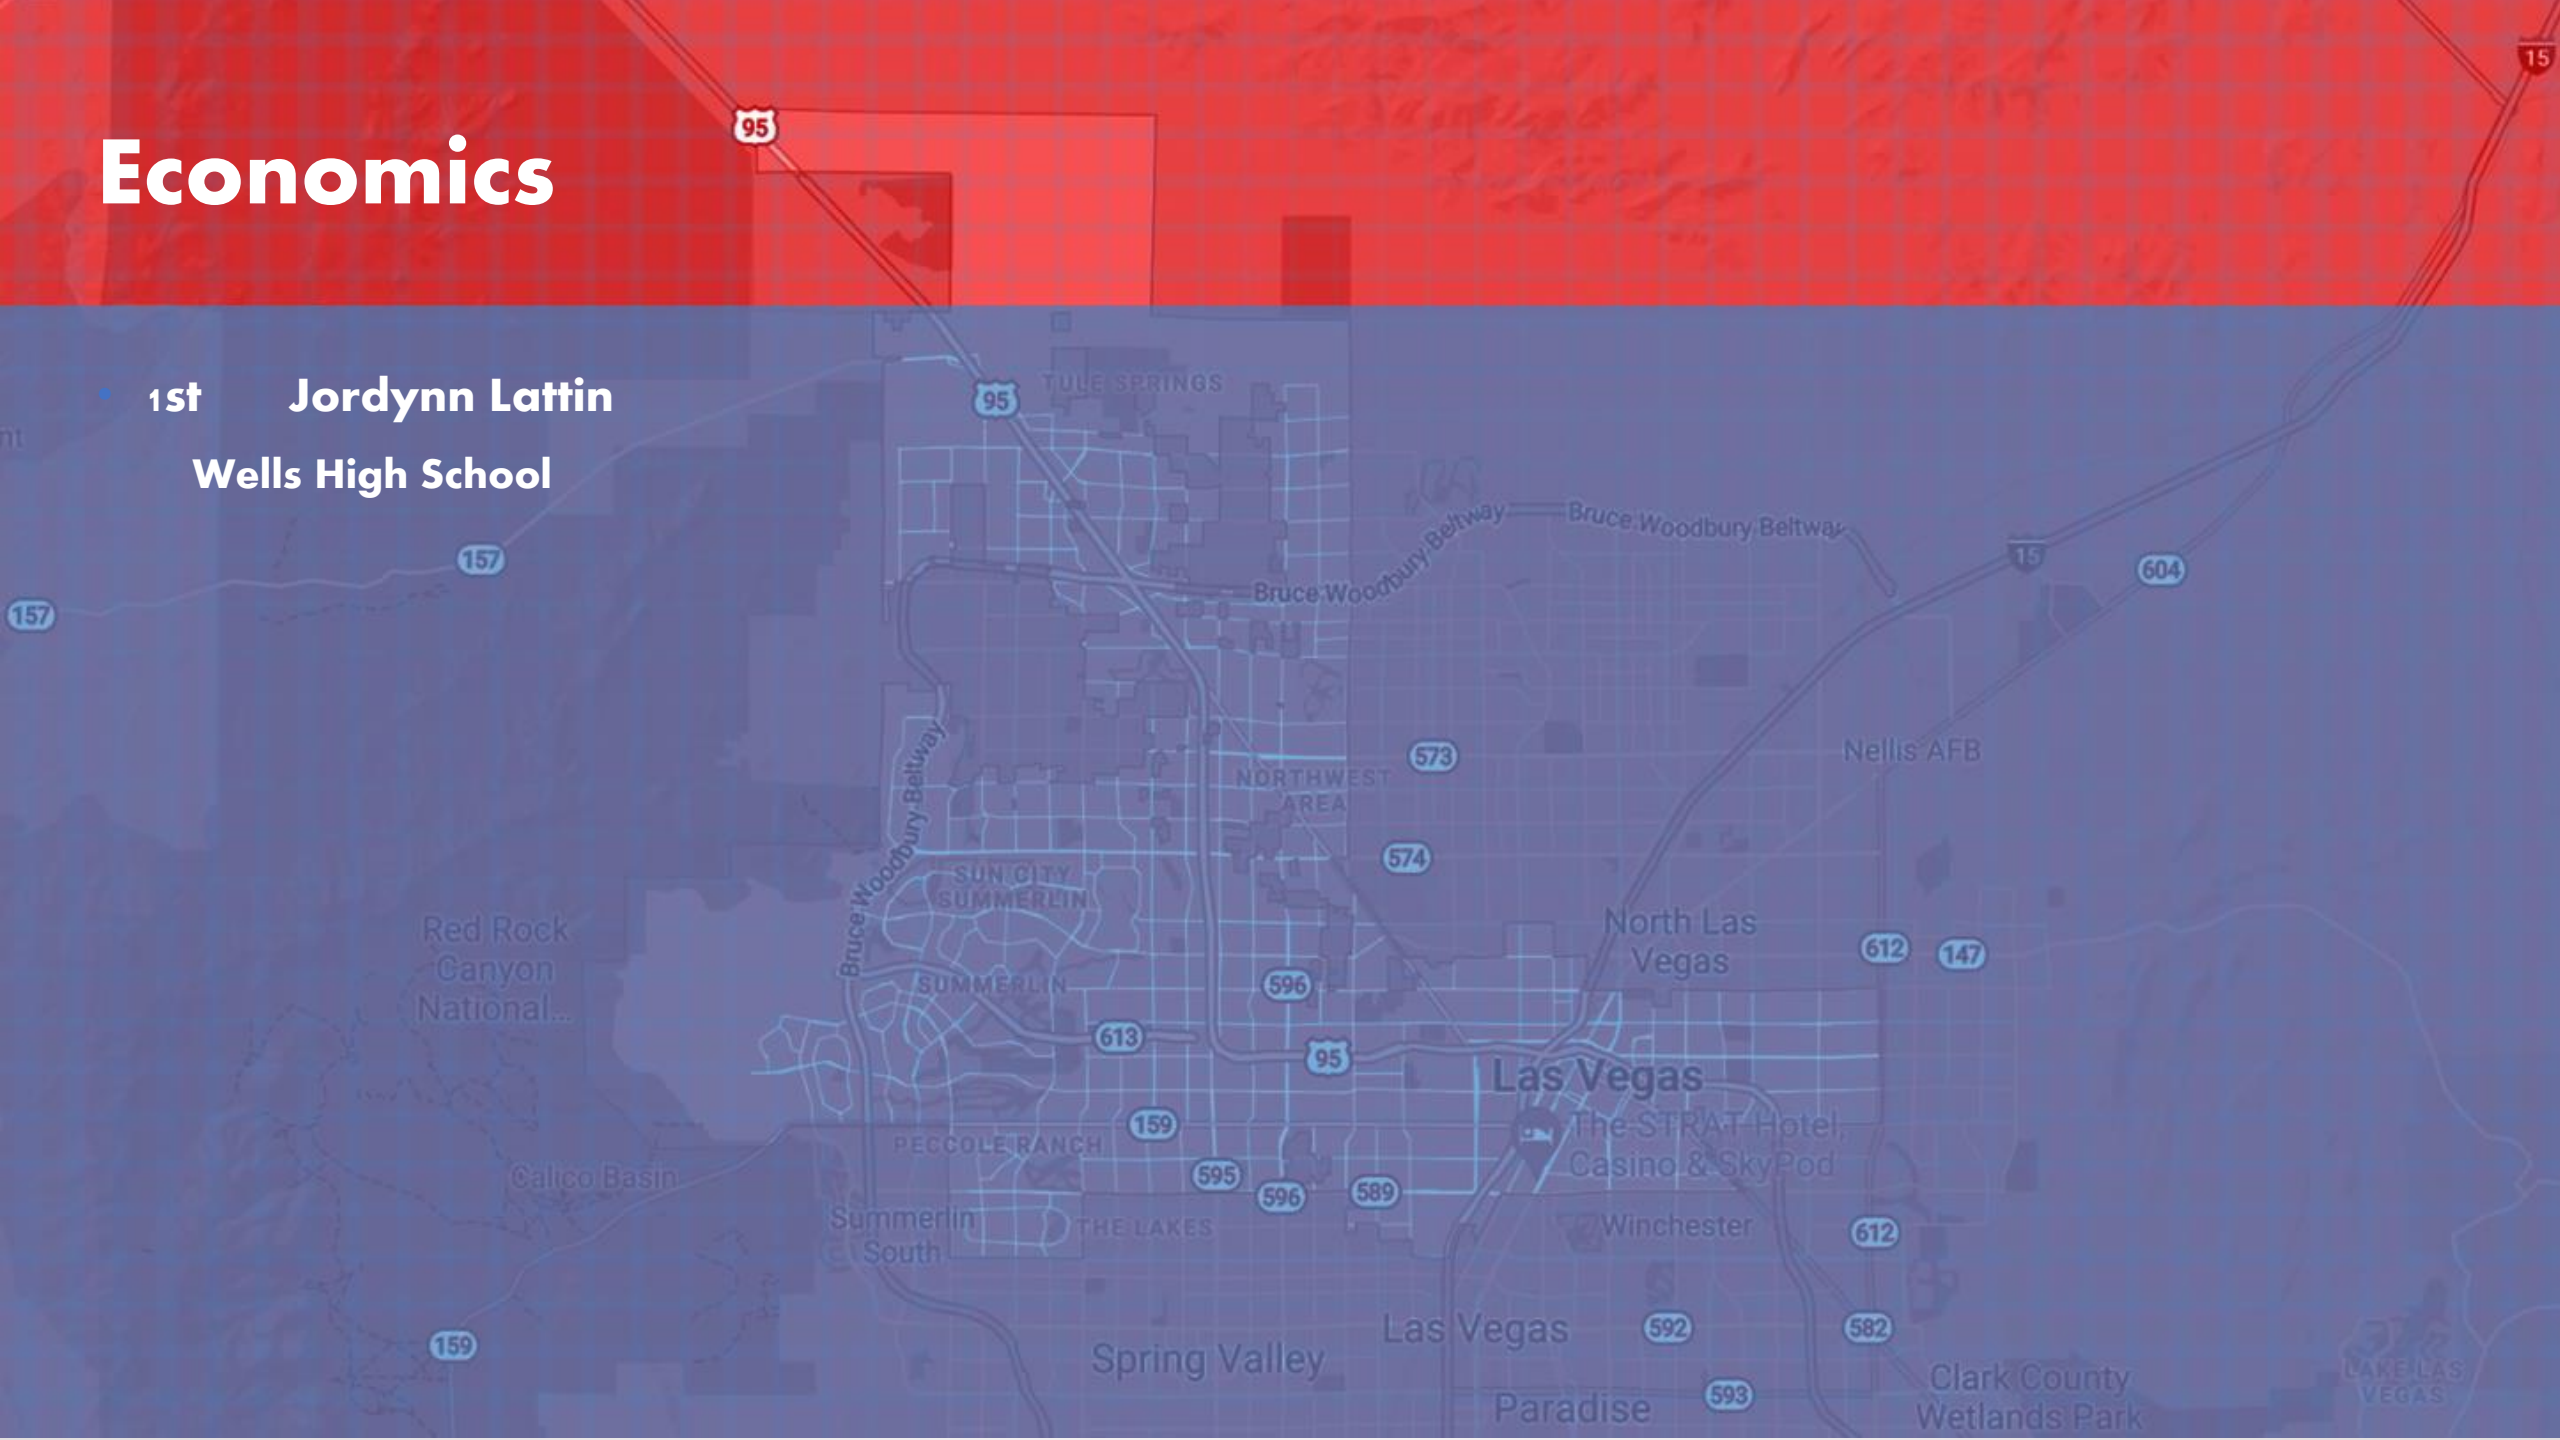 15
95
Economics
1st Jordynn Lattin
TULE SPRINGS
95
nt
Wells High School
Bruce Woodbury Beltway
Bruce Woodbury Beltway
157
15
604
157
Bruce Woodbury Beltway
573
Nellis AFB
NORTHWEST
AREA
574
SUN CITY
SUMMERLIN
Red Rock
Canyon
National...
North Las
Vegas
612
147
596
SUMMERLIN
613
95
Las Vegas
159
The STRAT Hotel,
Casino & SkyPod
PECCOLE RANCH
Calico Basin
595
596
589
Summerlin
South
THE LAKES
Winchester
612
Las Vegas
592
582
159
Spring Valley
Clark County
Wetlands Park
LAKE LAS
VEGAS
Paradise
593